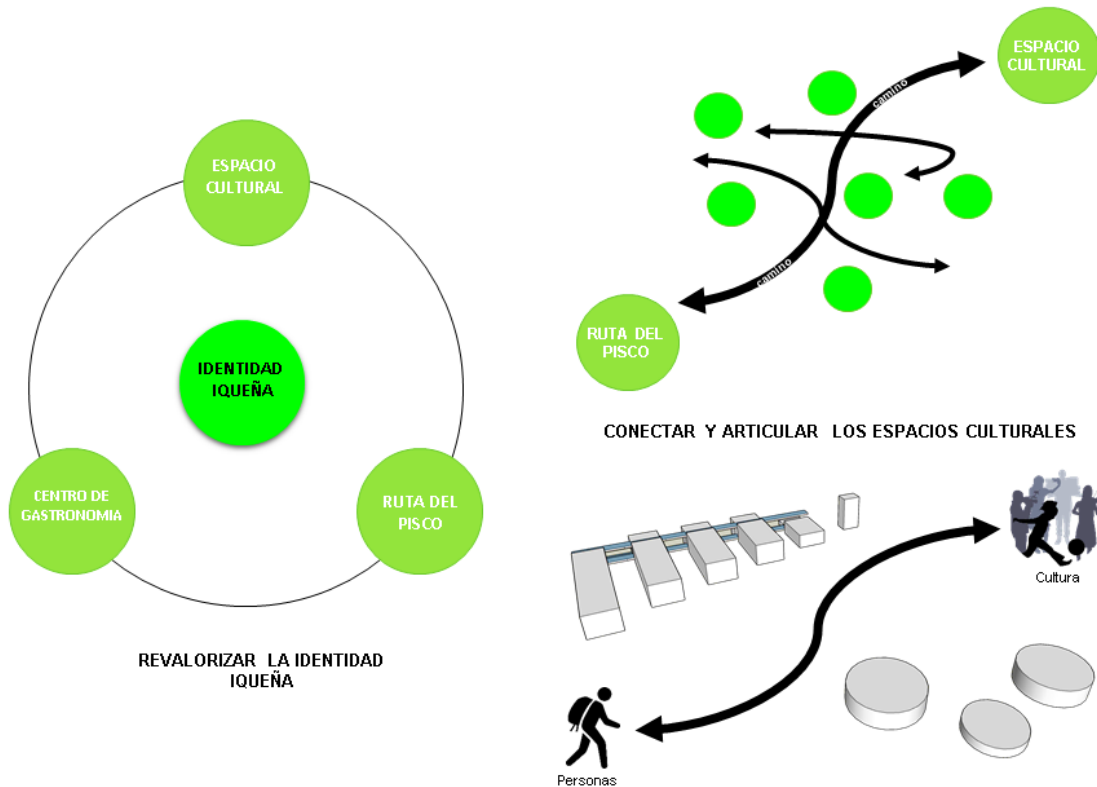 ESPACIO
CULTURAL
IDENTIDAD
IQUEÑA
CENTRO DE
GASTRONOMIA
RUTA DEL
PISCO
REVALORIZAR LA IDENTIDAD
IQUEÑA
ESPACIO
CULTURAL
camino
camino
RUTA DEL
PISCO
CONECTAR Y ARTICULAR LOS ESPACIOS CULTURALES
Cultura
Personas